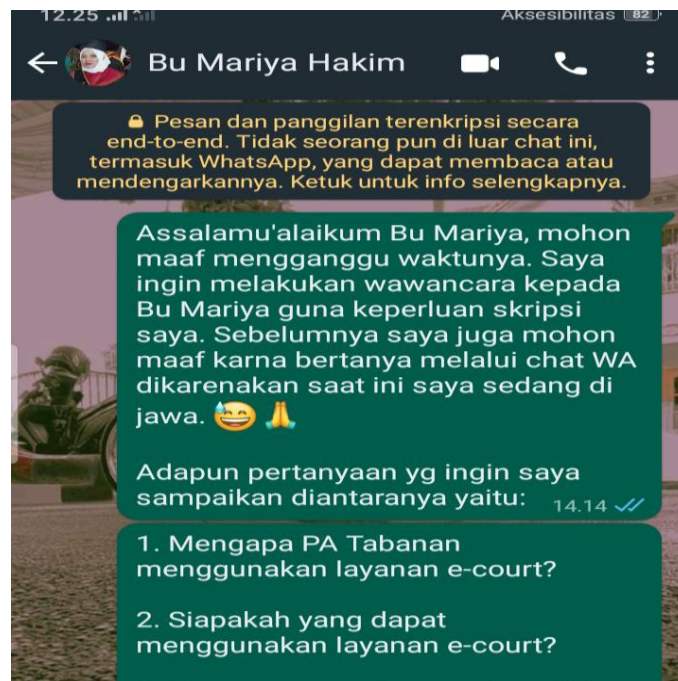 12.25
Aksesibilitas 82
Bu Mariya Hakim
Pesan dan panggilan terenkripsi secara
end-to-end. Tidak seorang pun di luar chat ini,
termasuk WhatsApp, yang dapat membaca atau
mendengarkannya. Ketuk untuk info selengkapnya.
Assalamu'alaikum Bu Mariya, mohon
maaf mengganggu waktunya. Saya
ingin melakukan wawancara kepada
Bu Mariya guna keperluan skripsi
saya. Sebelumnya saya juga mohon
maaf karna bertanya melalui chat WA
dikarenakan saat ini saya sedang di
jawa. 😅 🙏
Adapun pertanyaan yg ingin saya
sampaikan diantaranya yaitu: 14.14
1. Mengapa PA Tabanan
menggunakan layanan e-court?
2. Siapakah yang dapat
menggunakan layanan e-court?